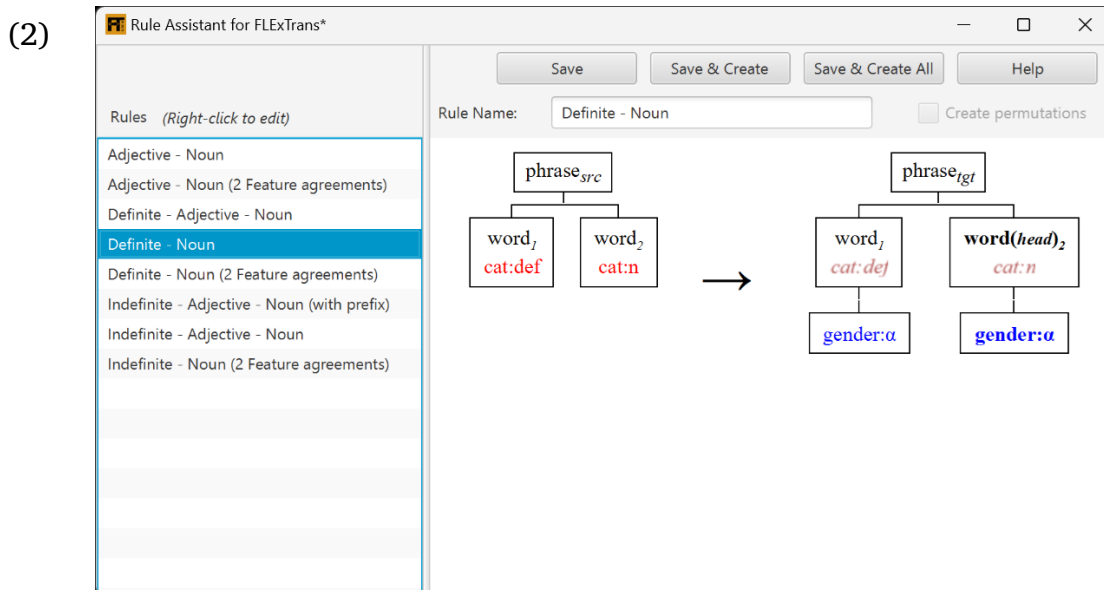 (2)
Rule Assistant for FLExTrans*
Save Save & Create Save & Create All Help
Rules (Right-click to edit)
Rule Name: Definite - Noun Create permutations
Adjective - Noun
Adjective - Noun (2 Feature agreements)
Definite - Adjective - Noun
Definite - Noun
Definite - Noun (2 Feature agreements)
Indefinite - Adjective - Noun (with prefix)
Indefinite - Adjective - Noun
Indefinite - Noun (2 Feature agreements)
phrasesrc
word1 word2
cat:def cat:n
→
phrasetgt
word1 word(head)2
cat:def cat:n
gender:α gender:α